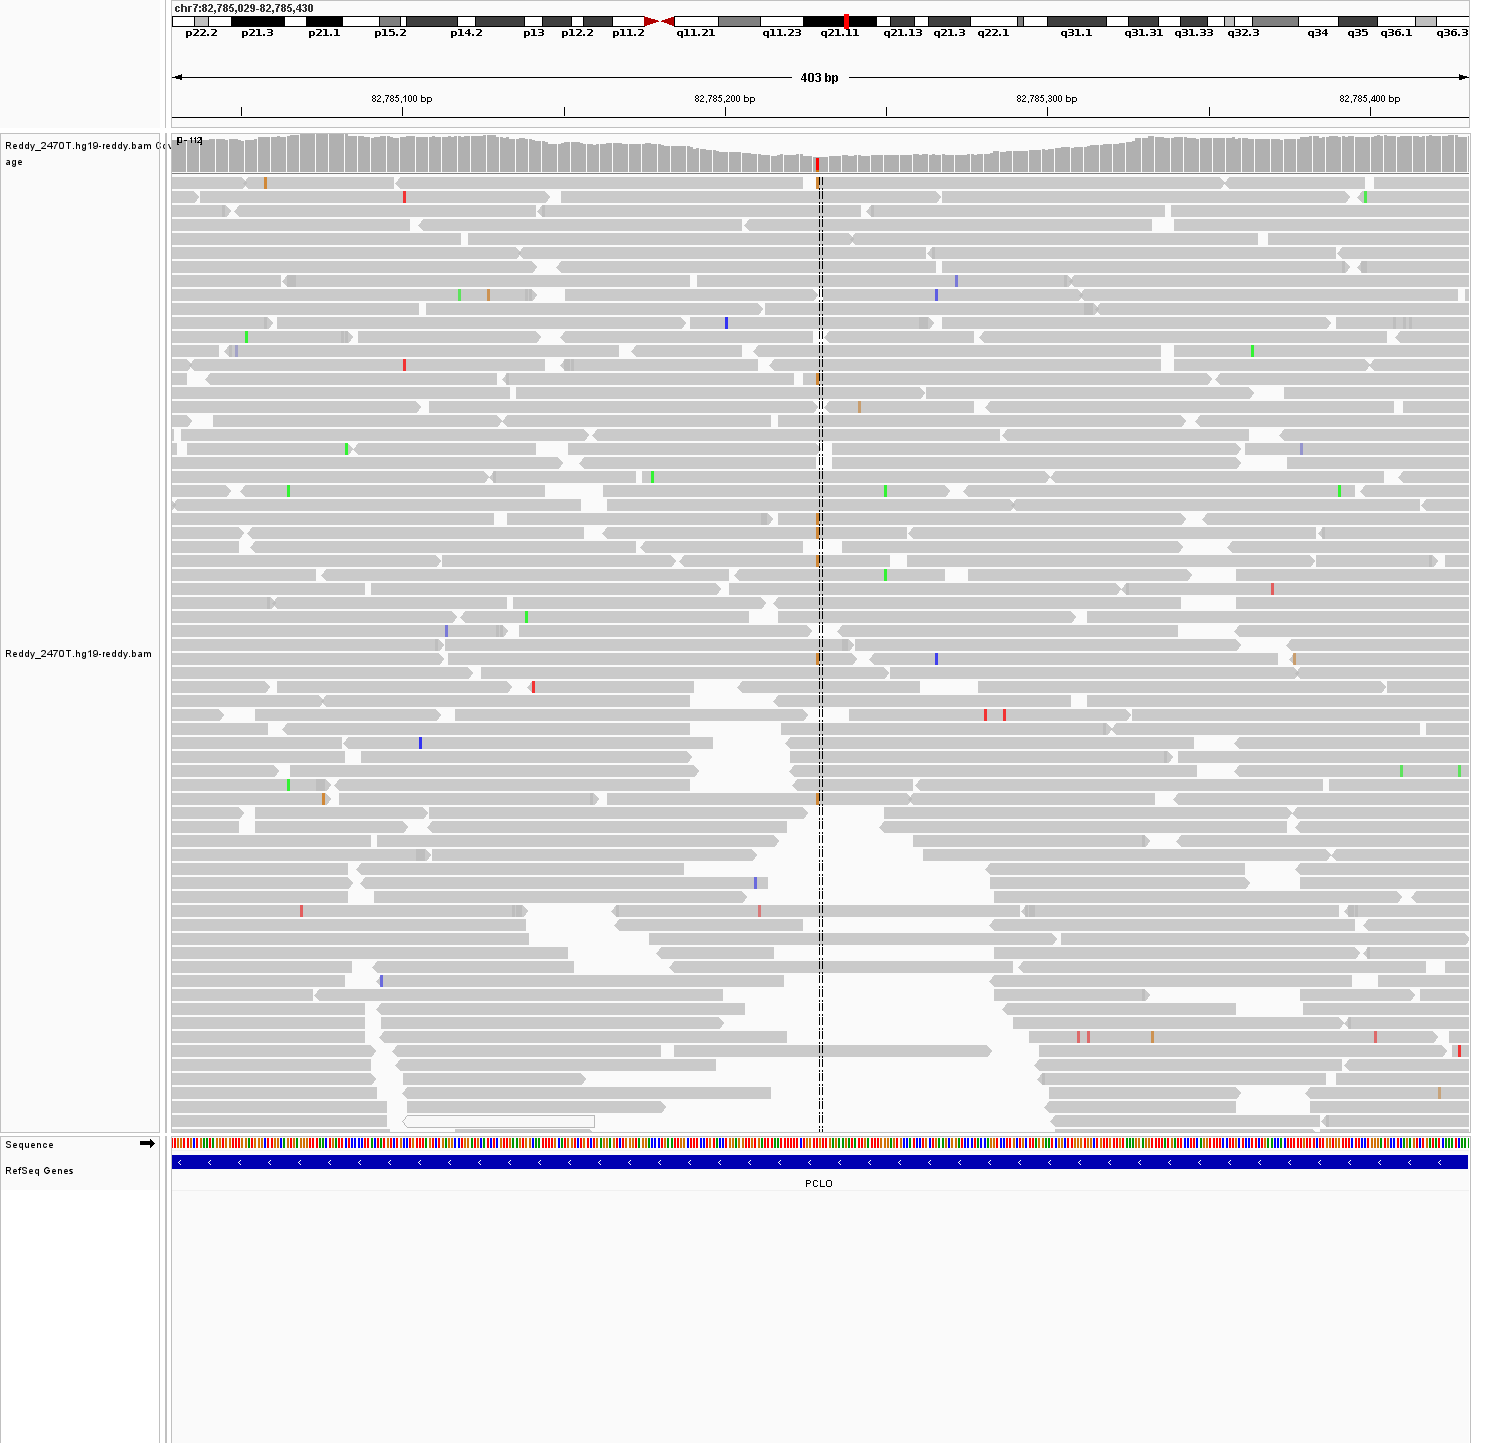 chr7:82,785,029-82,785,430
p22.2 p21.3 p21.1 p15.2 p14.2 p13 p12.2 p11.2 q11.21 q11.23 q21.11 q21.13 q21.3 q22.1 q31.1 q31.31 q31.33 q32.3 q34 q35 q36.1 q36.3
403 bp
82,785,100 bp 82,785,200 bp 82,785,300 bp 82,785,400 bp
Reddy_2470T.hg19-reddy.bam Cov
age
[0 - 112]
Reddy_2470T.hg19-reddy.bam
Sequence
RefSeq Genes
PCLO